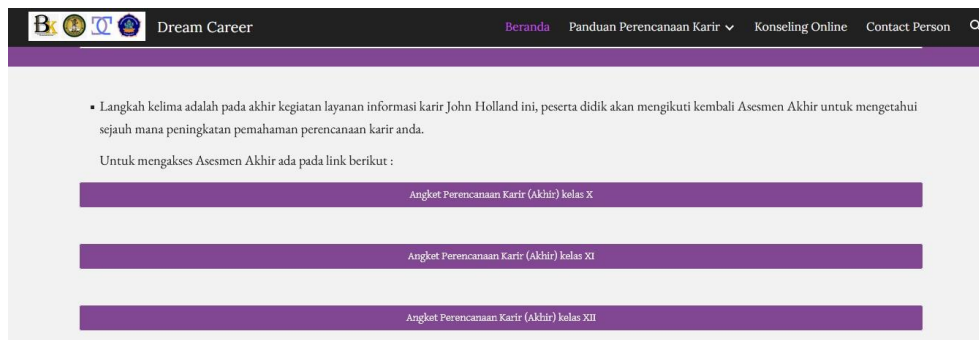 Bk DC Dream Career Beranda Panduan Perencanaan Karir Konseling Online Contact Person
▪ Langkah kelima adalah pada akhir kegiatan layanan informasi karir John Holland ini, peserta didik akan mengikuti kembali Asesmen Akhir untuk mengetahui
sejauh mana peningkatan pemahaman perencanaan karir anda.
Untuk mengakses Asesmen Akhir ada pada link berikut :
Angket Perencanaan Karir (Akhir) kelas X
Angket Perencanaan Karir (Akhir) kelas XI
Angket Perencanaan Karir (Akhir) kelas XII